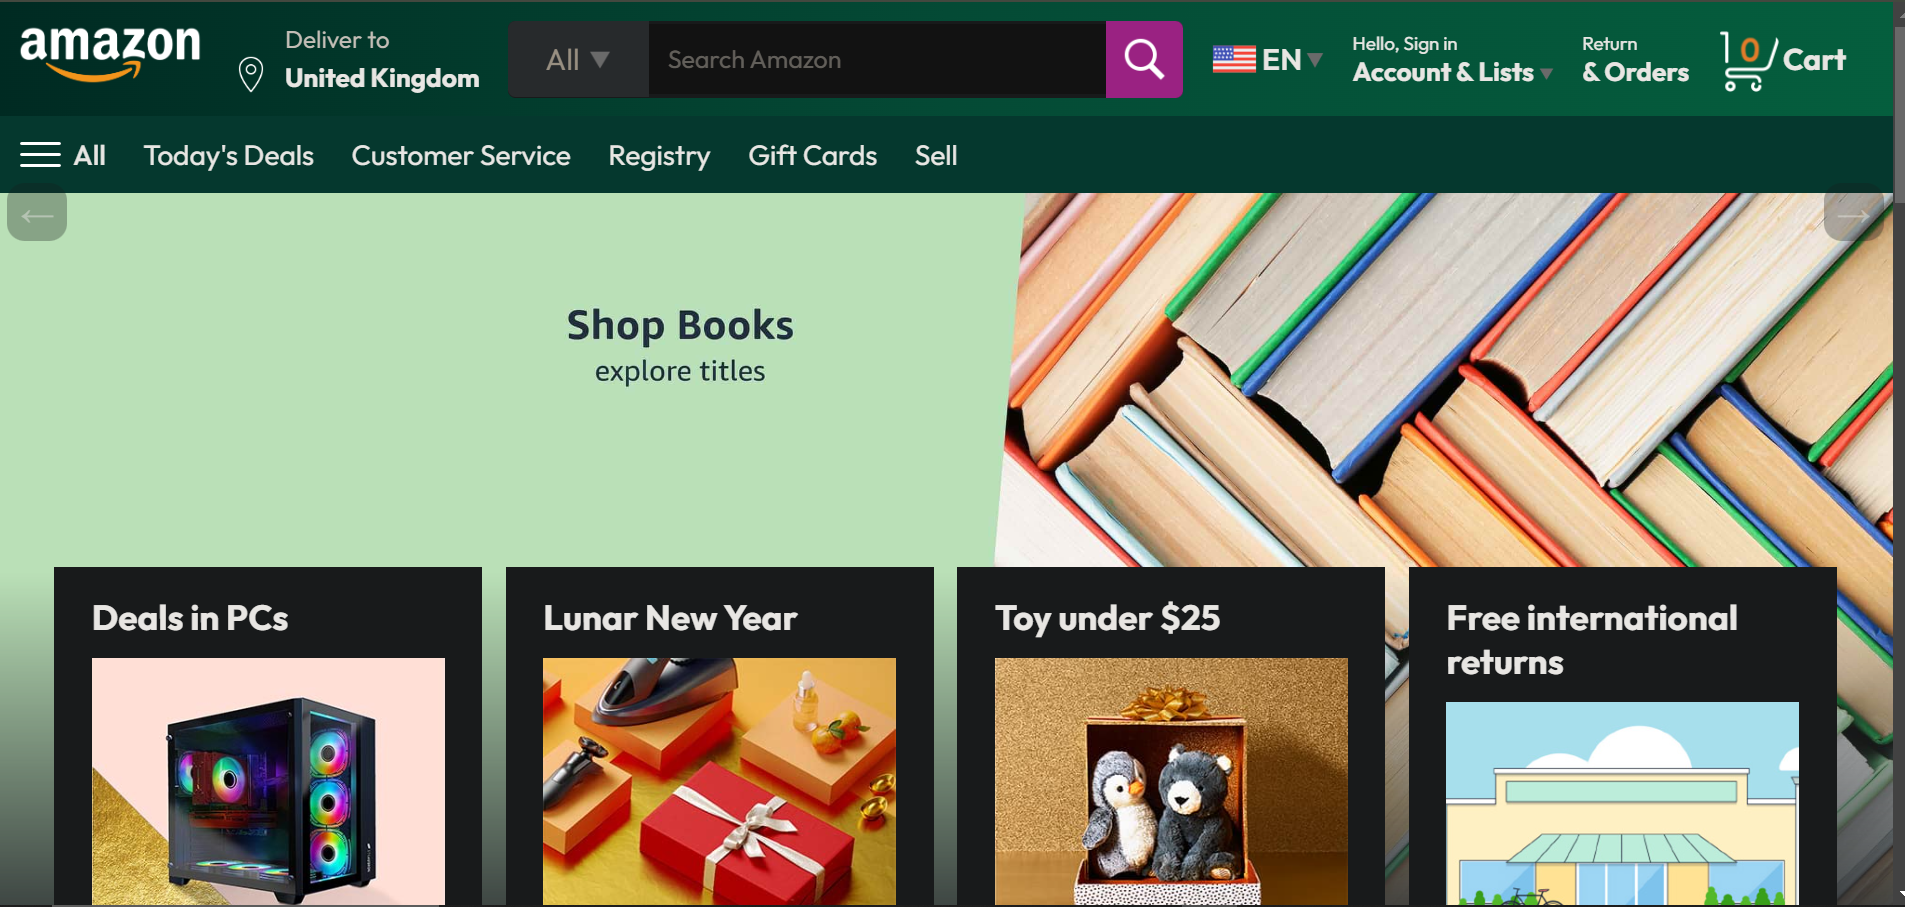 amazon
Deliver to
United Kingdom
All
Search Amazon
EN
Hello, Sign in
Account & Lists
Return
& Orders
0
Cart
All
Today's Deals
Customer Service
Registry
Gift Cards
Sell
Shop Books
explore titles
Deals in PCs
Lunar New Year
Toy under $25
Free international
returns